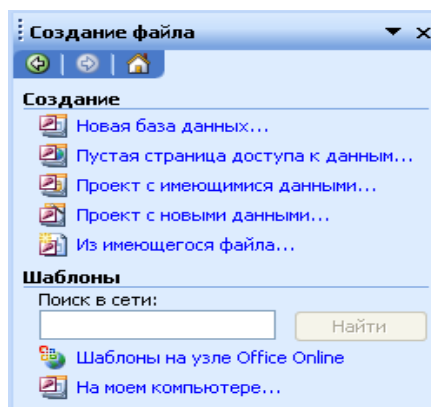 Создание файла
Создание
Новая база данных...
Пустая страница доступа к данным...
Проект с имеющимися данными...
Проект с новыми данными...
Из имеющегося файла...
Шаблоны
Поиск в сети:
Найти
Шаблоны на узле Office Online
На моем компьютере...